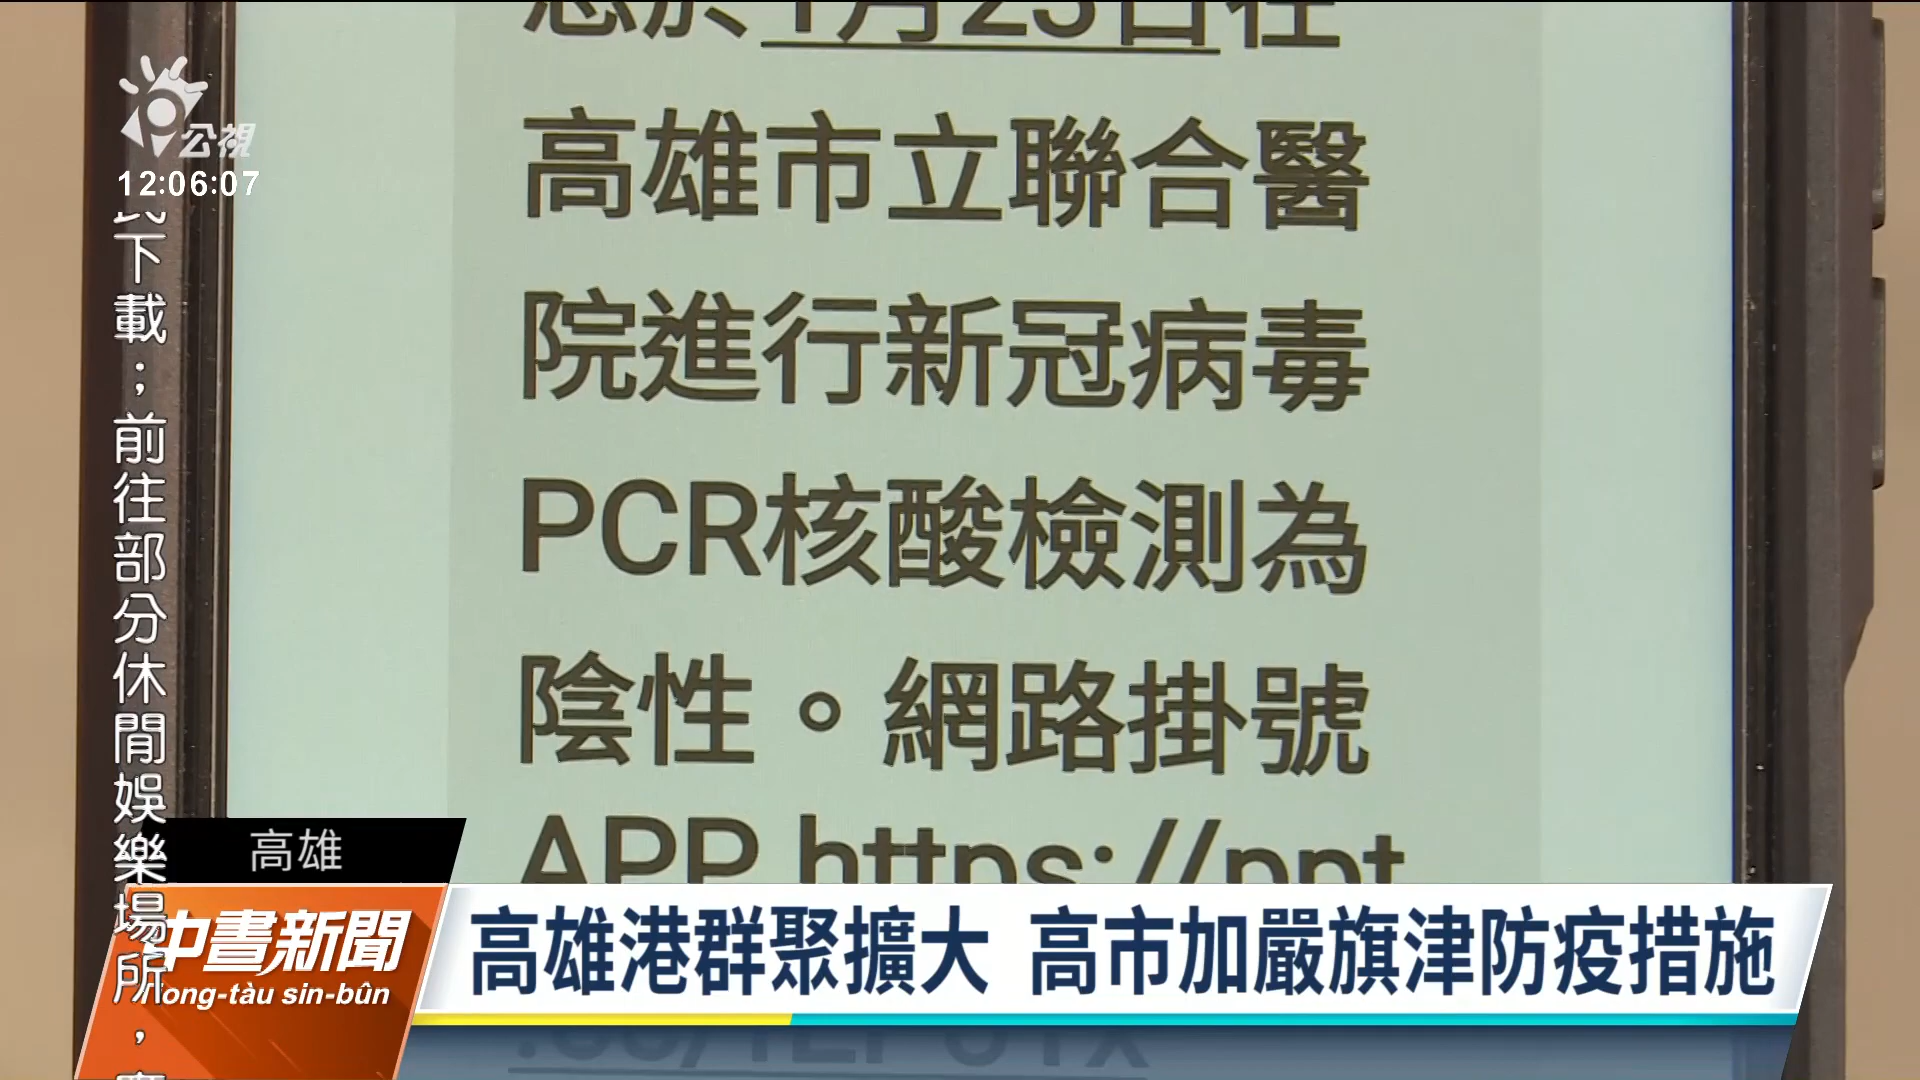 公視
12:06:07
下載；前往部分休閒娛樂場所，
高雄市立聯合醫
院進行新冠病毒
PCR核酸檢測為
陰性。網路掛號
APP https://ppt
高雄
中晝新聞
Tiong-tàu sin-bûn
高雄港群聚擴大 高市加嚴旗津防疫措施